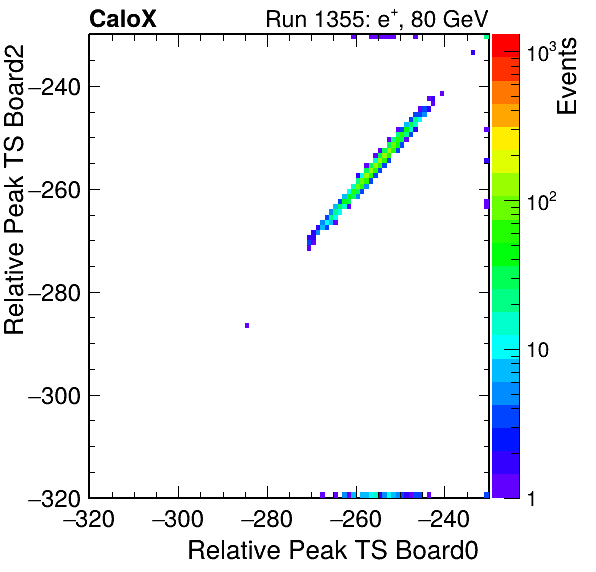 CaloX Run 1355: e⁺, 80 GeV
Relative Peak TS Board2
−240
−260
−280
−300
−320
−320 −300 −280 −260 −240
Relative Peak TS Board0
Events
10³
10²
10
1